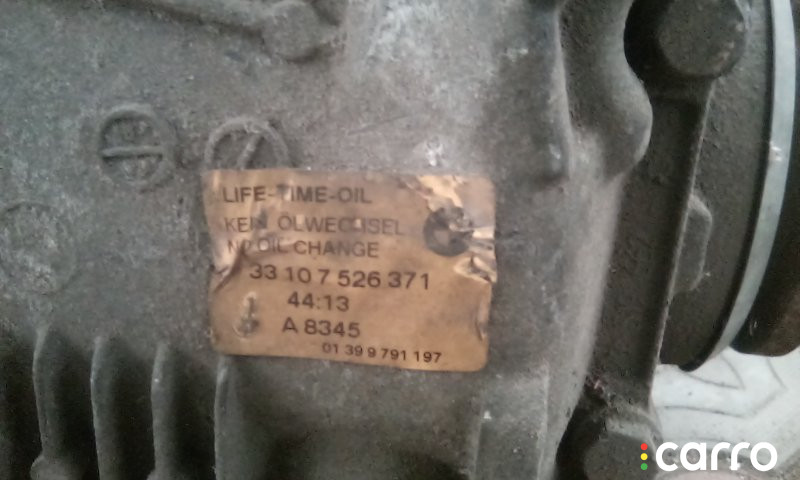 LIFE-TIME-OIL
KEIN ÖLWECHSEL
NO OIL CHANGE
33 10 7 526 371
44:13
A 8345
01 39 9 791 197
carro